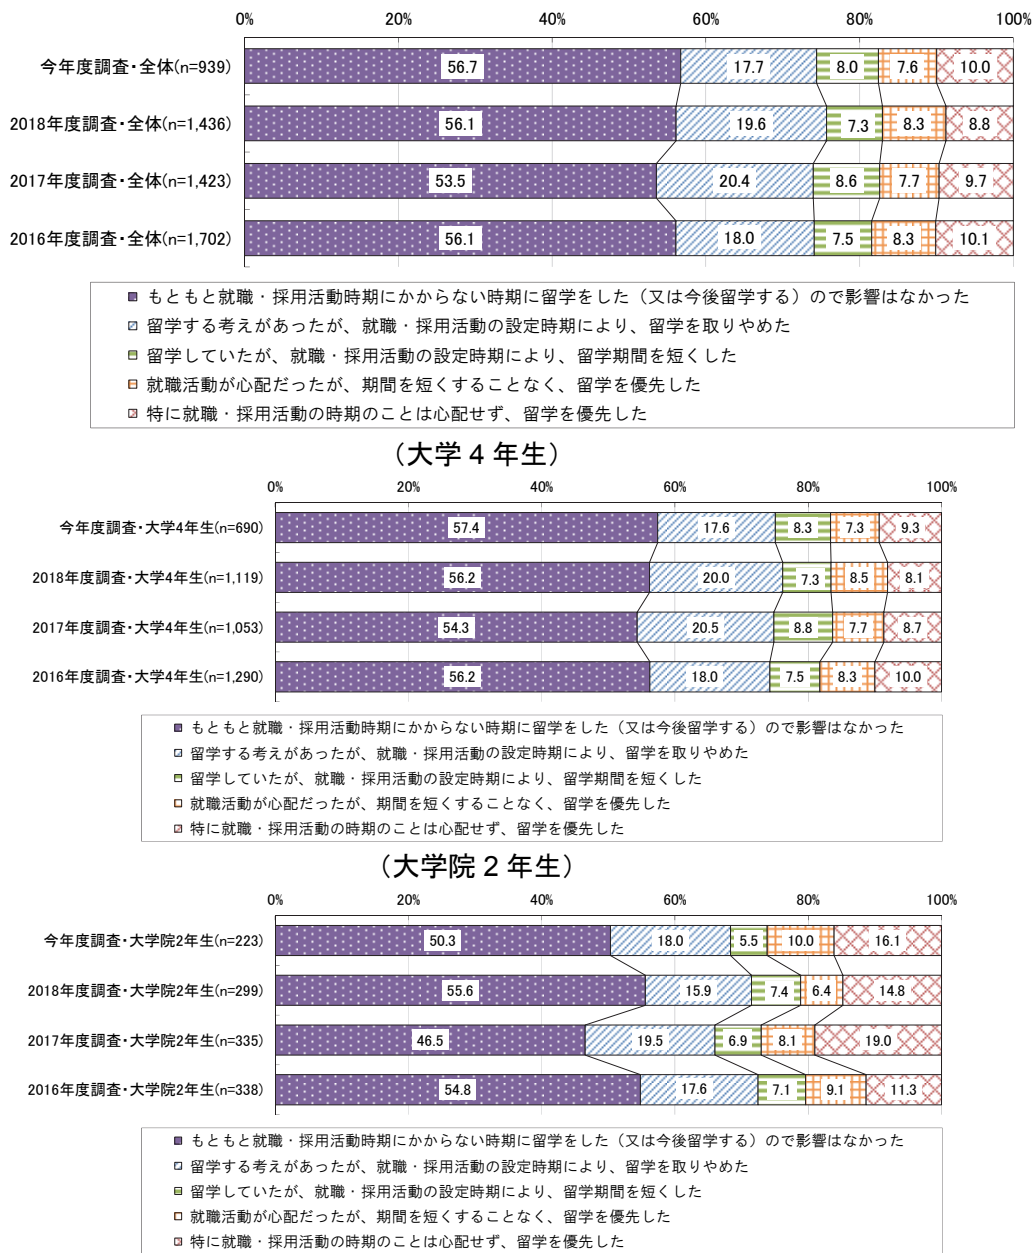 0% 20% 40% 60% 80% 100%
今年度調査・全体(n=939) 56.7 17.7 8.0 7.6 10.0
2018年度調査・全体(n=1,436) 56.1 19.6 7.3 8.3 8.8
2017年度調査・全体(n=1,423) 53.5 20.4 8.6 7.7 9.7
2016年度調査・全体(n=1,702) 56.1 18.0 7.5 8.3 10.1
もともと就職・採用活動時期にかからない時期に留学をした（又は今後留学する）ので影響はなかった
留学する考えがあったが、就職・採用活動の設定時期により、留学を取りやめた
留学していたが、就職・採用活動の設定時期により、留学期間を短くした
就職活動が心配だったが、期間を短くすることなく、留学を優先した
特に就職・採用活動の時期のことは心配せず、留学を優先した
（大学 4 年生）
0% 20% 40% 60% 80% 100%
今年度調査・大学4年生(n=690) 57.4 17.6 8.3 7.3 9.3
2018年度調査・大学4年生(n=1,119) 56.2 20.0 7.3 8.5 8.1
2017年度調査・大学4年生(n=1,053) 54.3 20.5 8.8 7.7 8.7
2016年度調査・大学4年生(n=1,290) 56.2 18.0 7.5 8.3 10.0
もともと就職・採用活動時期にかからない時期に留学をした（又は今後留学する）ので影響はなかった
留学する考えがあったが、就職・採用活動の設定時期により、留学を取りやめた
留学していたが、就職・採用活動の設定時期により、留学期間を短くした
就職活動が心配だったが、期間を短くすることなく、留学を優先した
特に就職・採用活動の時期のことは心配せず、留学を優先した
（大学院 2 年生）
0% 20% 40% 60% 80% 100%
今年度調査・大学院2年生(n=223) 50.3 18.0 5.5 10.0 16.1
2018年度調査・大学院2年生(n=299) 55.6 15.9 7.4 6.4 14.8
2017年度調査・大学院2年生(n=335) 46.5 19.5 6.9 8.1 19.0
2016年度調査・大学院2年生(n=338) 54.8 17.6 7.1 9.1 11.3
もともと就職・採用活動時期にかからない時期に留学をした（又は今後留学する）ので影響はなかった
留学する考えがあったが、就職・採用活動の設定時期により、留学を取りやめた
留学していたが、就職・採用活動の設定時期により、留学期間を短くした
就職活動が心配だったが、期間を短くすることなく、留学を優先した
特に就職・採用活動の時期のことは心配せず、留学を優先した